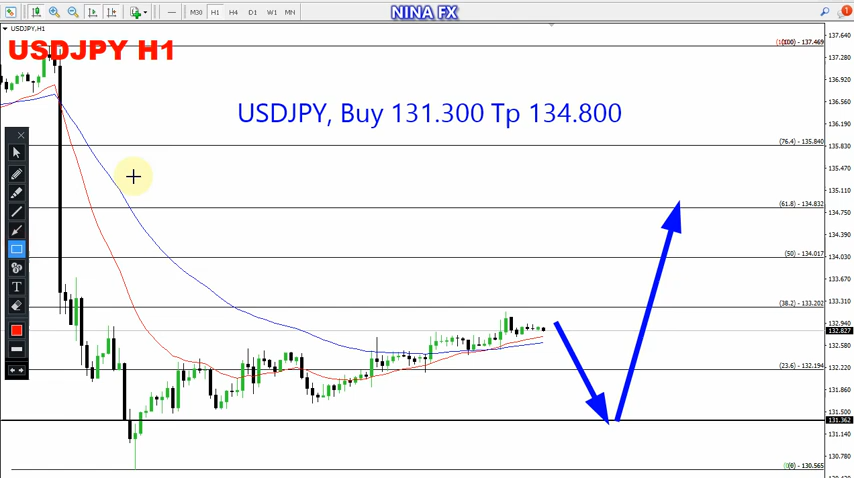 M30 H1 H4 D1 W1 MN
NINA FX
1
USDJPY,H1
USDJPY H1
USDJPY, Buy 131.300 Tp 134.800
(100) - 137.469
(76.4) - 135.840
(61.8) - 134.832
(50) - 134.017
(38.2) - 133.202
(23.6) - 132.194
(0) - 130.565
137.640
137.280
136.920
136.560
136.190
135.830
135.470
135.110
134.750
134.390
134.030
133.670
133.310
132.940
132.827
132.580
132.220
131.860
131.500
131.362
131.140
130.780
T